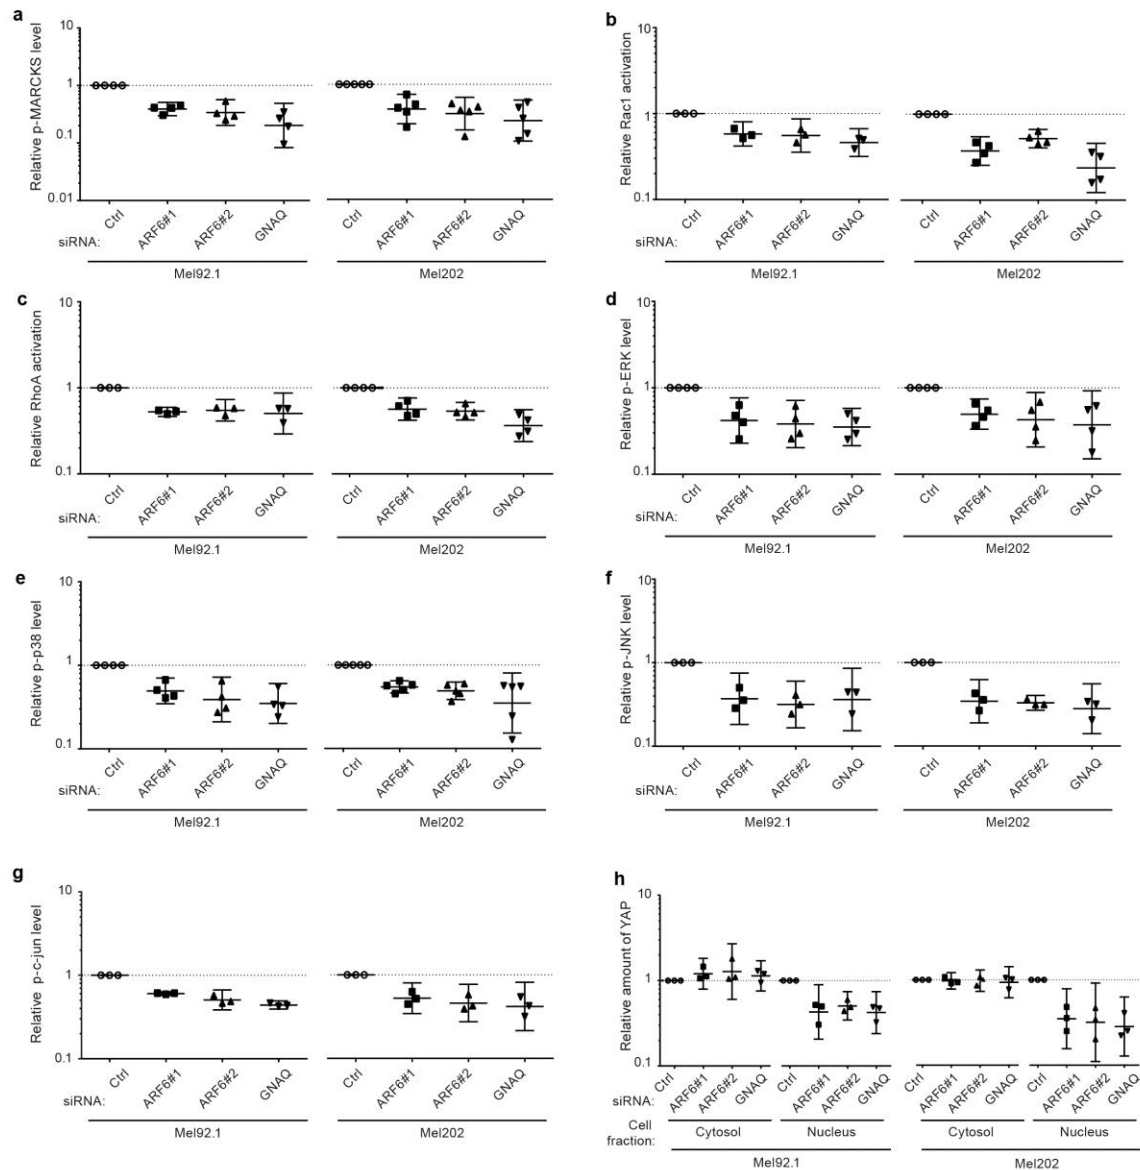 a
Relative p-MARCKS level
10
1
0.1
0.01
Ctrl
ARF6#1
ARF6#2
GNAQ
Ctrl
ARF6#1
ARF6#2
GNAQ
siRNA:
Mel92.1
Mel202
b
Relative Rac1 activation
10
1
0.1
Ctrl
ARF6#1
ARF6#2
GNAQ
Ctrl
ARF6#1
ARF6#2
GNAQ
siRNA:
Mel92.1
Mel202
c
Relative RhoA activation
10
1
0.1
Ctrl
ARF6#1
ARF6#2
GNAQ
Ctrl
ARF6#1
ARF6#2
GNAQ
siRNA:
Mel92.1
Mel202
d
Relative p-ERK level
10
1
0.1
Ctrl
ARF6#1
ARF6#2
GNAQ
Ctrl
ARF6#1
ARF6#2
GNAQ
siRNA:
Mel92.1
Mel202
e
Relative p-p38 level
10
1
0.1
Ctrl
ARF6#1
ARF6#2
GNAQ
Ctrl
ARF6#1
ARF6#2
GNAQ
siRNA:
Mel92.1
Mel202
f
Relative p-JNK level
10
1
0.1
Ctrl
ARF6#1
ARF6#2
GNAQ
Ctrl
ARF6#1
ARF6#2
GNAQ
siRNA:
Mel92.1
Mel202
g
Relative p-c-jun level
10
1
0.1
Ctrl
ARF6#1
ARF6#2
GNAQ
Ctrl
ARF6#1
ARF6#2
GNAQ
siRNA:
Mel92.1
Mel202
h
Relative amount of YAP
10
1
0.1
Ctrl
ARF6#1
ARF6#2
GNAQ
Ctrl
ARF6#1
ARF6#2
GNAQ
Ctrl
ARF6#1
ARF6#2
GNAQ
Ctrl
ARF6#1
ARF6#2
GNAQ
siRNA:
Cell
fraction:
Cytosol
Nucleus
Cytosol
Nucleus
Mel92.1
Mel202